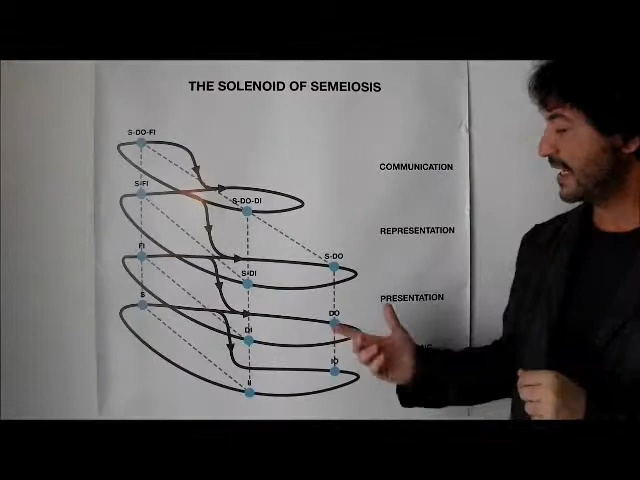 THE SOLENOID OF SEMEIOSIS
S-DO-FI
COMMUNICATION
S-FI
S-DO-DI
REPRESENTATION
FI
S-DO
S-DI
PRESENTATION
S
DO
DI
IO
II